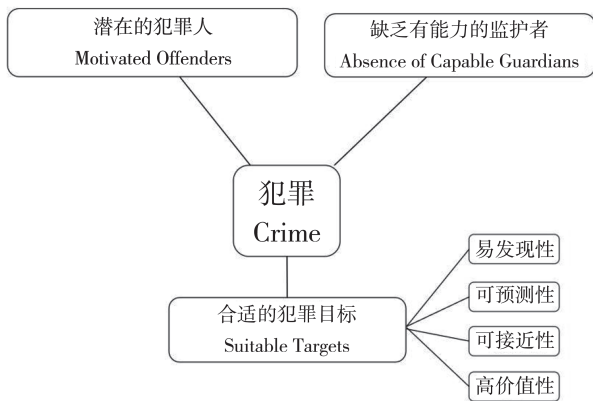 潜在的犯罪人
Motivated Offenders
缺乏有能力的监护者
Absence of Capable Guardians
犯罪
Crime
合适的犯罪目标
Suitable Targets
易发现性
可预测性
可接近性
高价值性